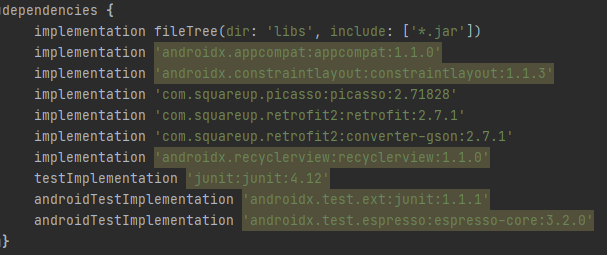 dependencies {
implementation fileTree(dir: 'libs', include: ['*.jar'])
implementation 'androidx.appcompat:appcompat:1.1.0'
implementation 'androidx.constraintlayout:constraintlayout:1.1.3'
implementation 'com.squareup.picasso:picasso:2.71828'
implementation 'com.squareup.retrofit2:retrofit:2.7.1'
implementation 'com.squareup.retrofit2:converter-gson:2.7.1'
implementation 'androidx.recyclerview:recyclerview:1.1.0'
testImplementation 'junit:junit:4.12'
androidTestImplementation 'androidx.test.ext:junit:1.1.1'
androidTestImplementation 'androidx.test.espresso:espresso-core:3.2.0'
}